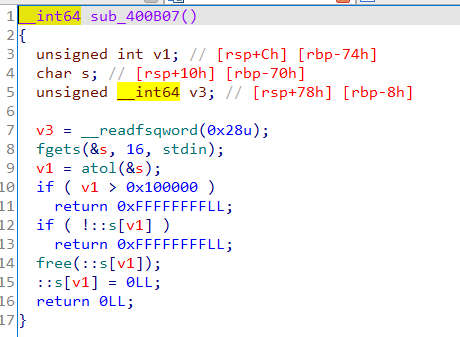 1 __int64 sub_400B07()
2 {
3 unsigned int v1; // [rsp+Ch] [rbp-74h]
4 char s; // [rsp+10h] [rbp-70h]
5 unsigned __int64 v3; // [rsp+78h] [rbp-8h]
6
7 v3 = __readfsqword(0x28u);
8 fgets(&s, 16, stdin);
9 v1 = atol(&s);
10 if ( v1 > 0x100000 )
11 return 0xFFFFFFFFLL;
12 if ( !::s[v1] )
13 return 0xFFFFFFFFLL;
14 free(::s[v1]);
15 ::s[v1] = 0LL;
16 return 0LL;
17 }